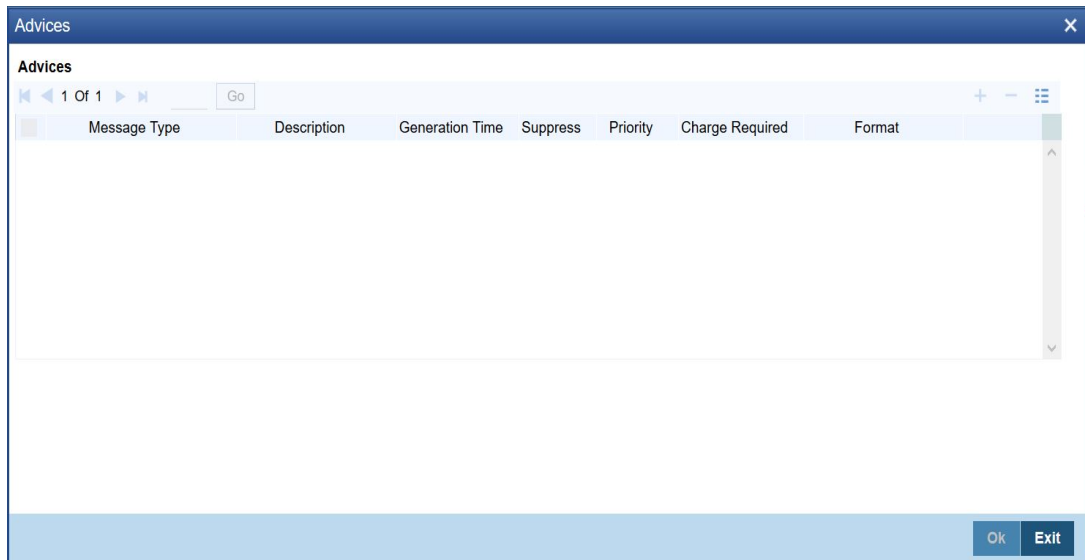 Advices
Advices
1 Of 1 Go
Message Type Description Generation Time Suppress Priority Charge Required Format
Ok Exit